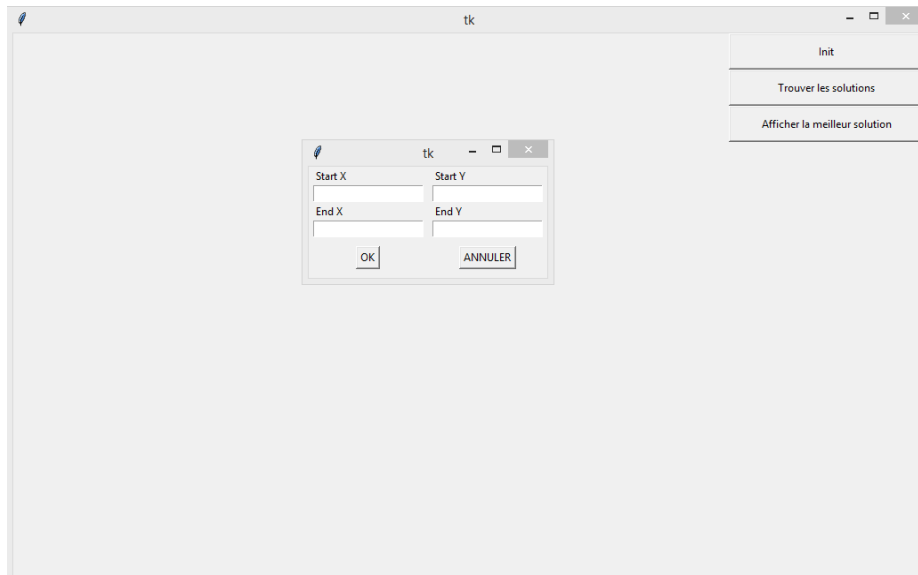 tk
Init
Trouver les solutions
Afficher la meilleur solution
tk
Start X Start Y
End X End Y
OK ANNULER